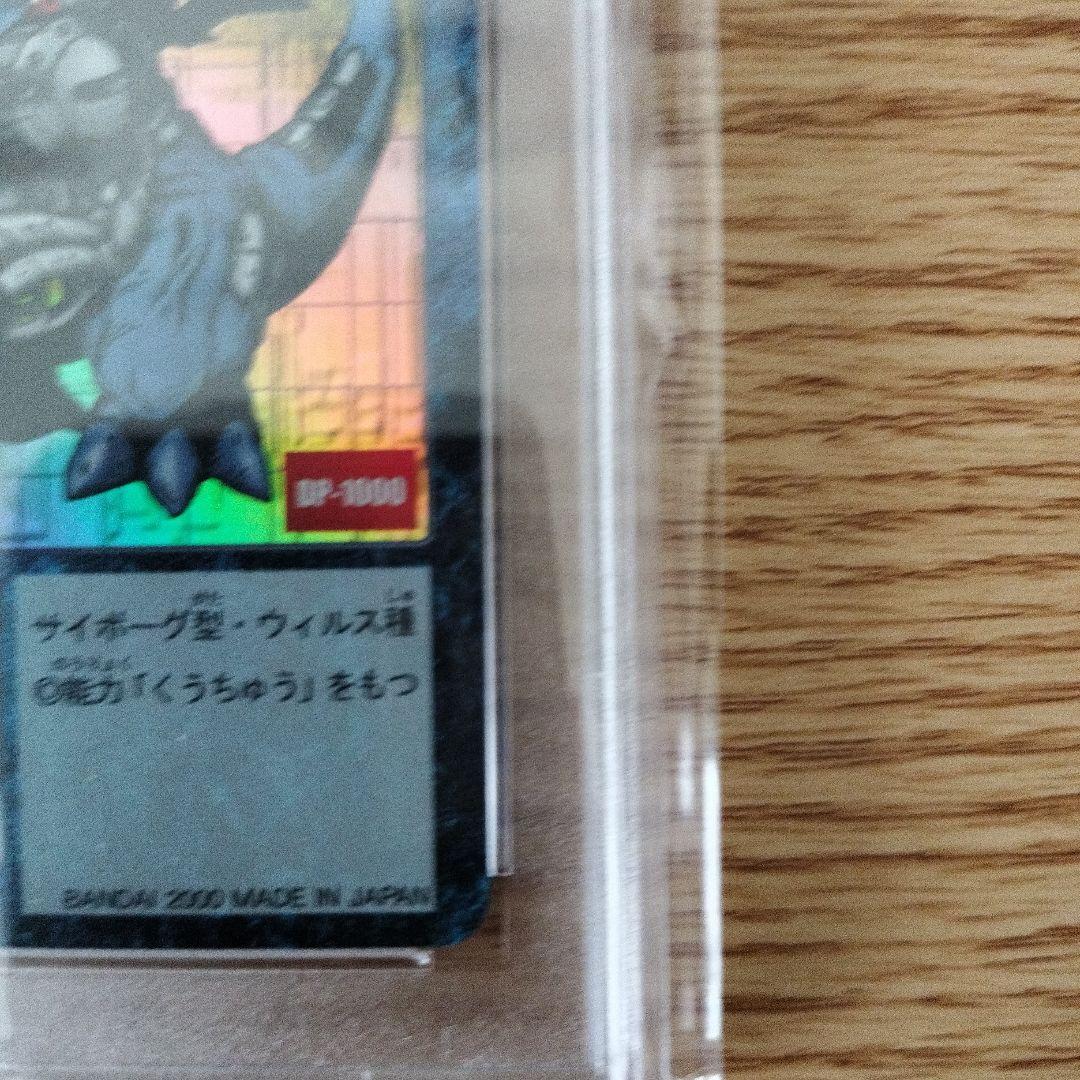 DP-1000
サイボーグ型・ウィルス種
◎能力「くうちゅう」をもつ
BANDAI 2000 MADE IN JAPAN